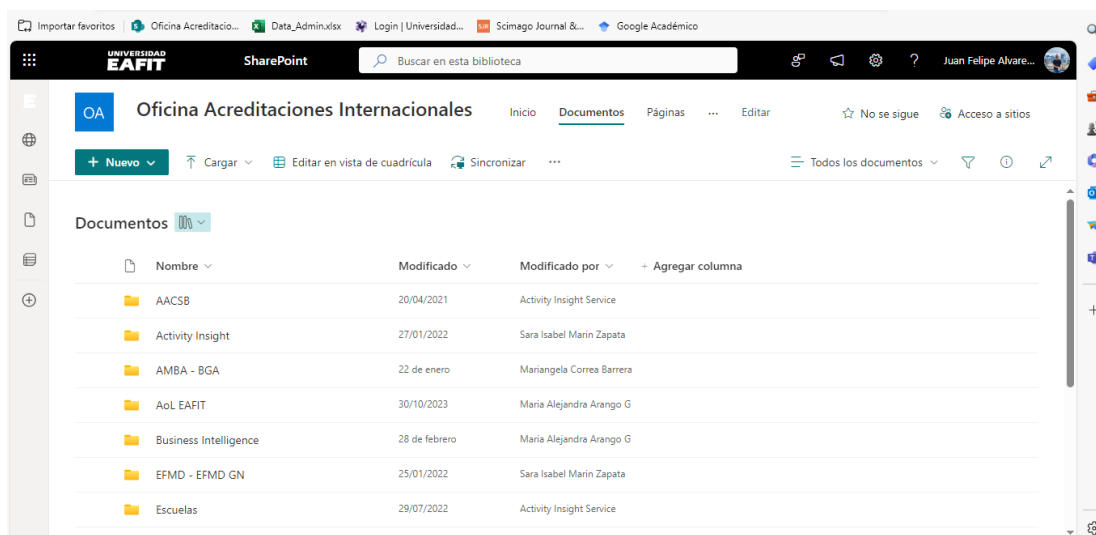 Importar favoritos Oficina Acreditacio... Data_Admin.xlsx Login | Universidad... SJR Scimago Journal &... Google Académico
UNIVERSIDAD
EAFIT SharePoint Buscar en esta biblioteca ? Juan Felipe Alvare...
OA Oficina Acreditaciones Internacionales Inicio Documentos Páginas ... Editar No se sigue Acceso a sitios
+ Nuevo Cargar Editar en vista de cuadrícula Sincronizar ... Todos los documentos
Documentos
Nombre Modificado Modificado por + Agregar columna
AACSB 20/04/2021 Activity Insight Service
Activity Insight 27/01/2022 Sara Isabel Marin Zapata
AMBA - BGA 22 de enero Mariangela Correa Barrera
AoL EAFIT 30/10/2023 Maria Alejandra Arango G
Business Intelligence 28 de febrero Maria Alejandra Arango G
EFMD - EFMD GN 25/01/2022 Sara Isabel Marin Zapata
Escuelas 29/07/2022 Activity Insight Service